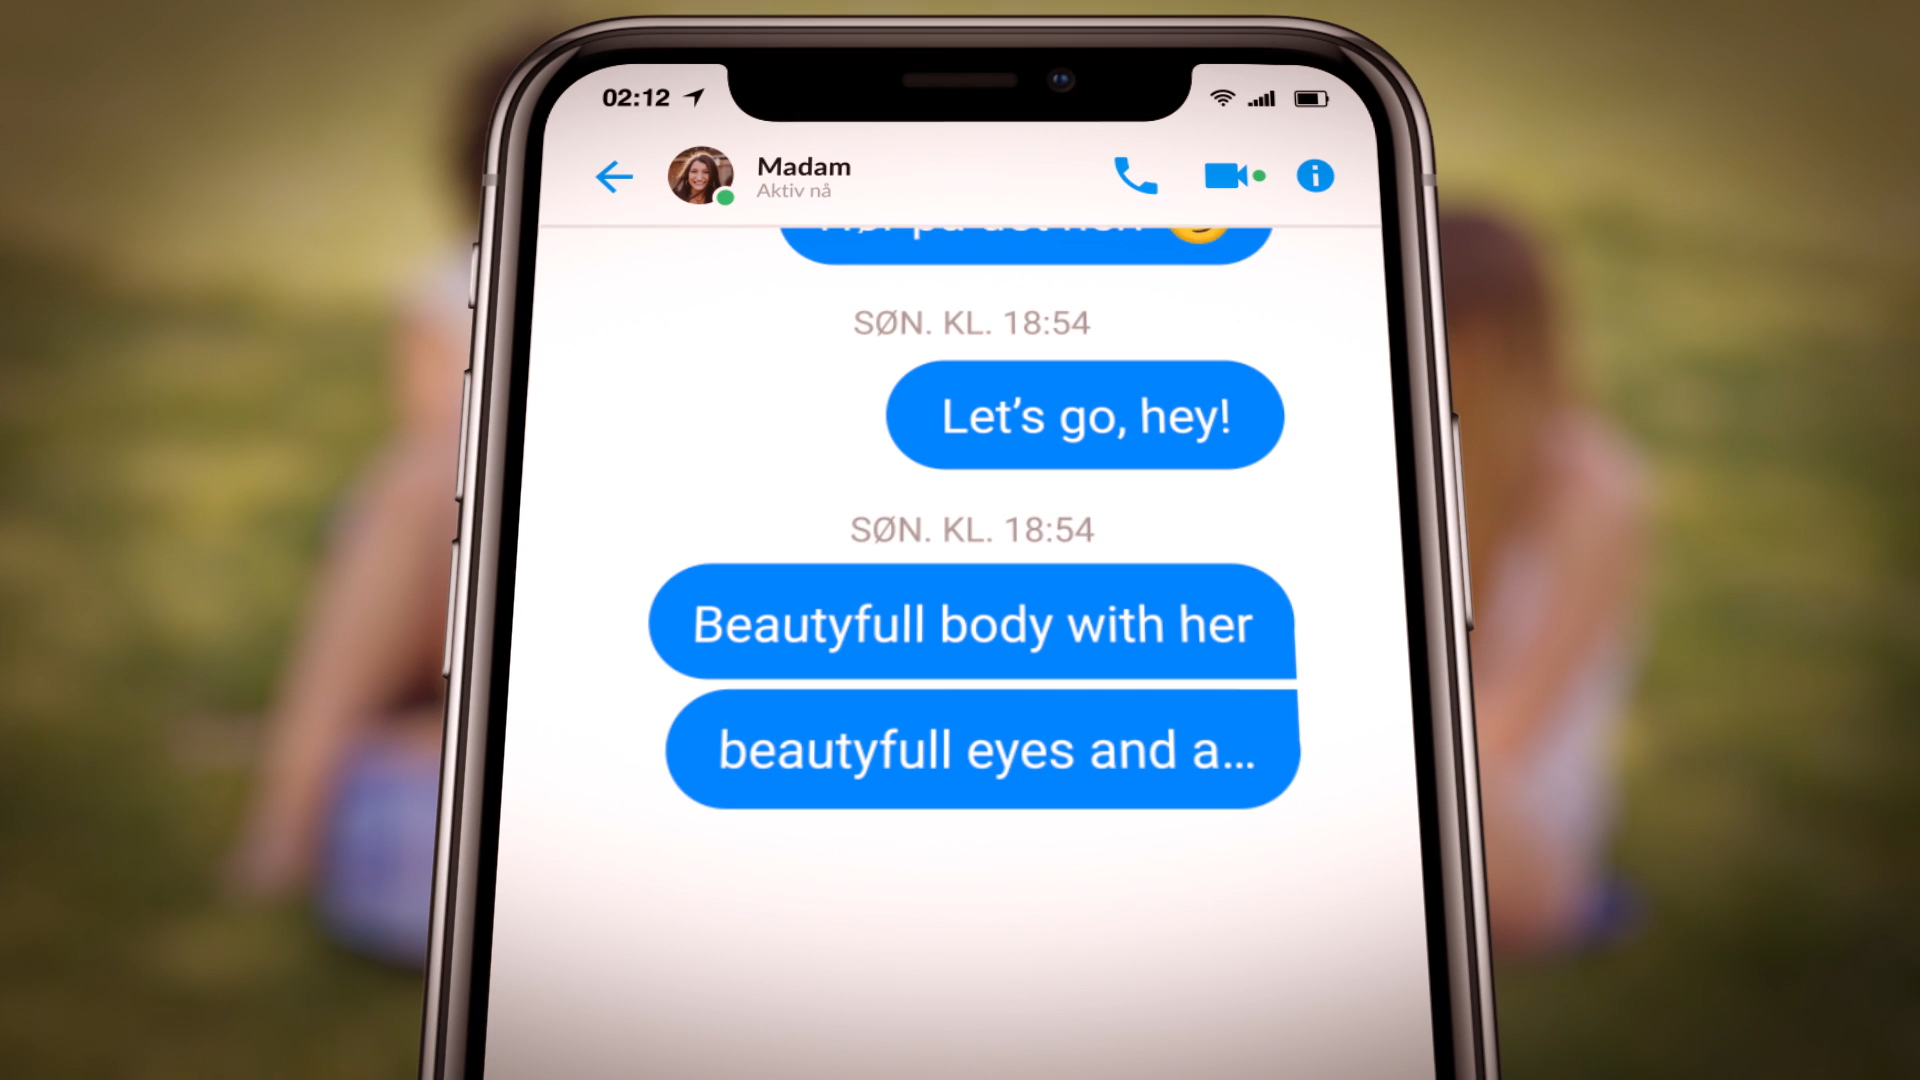 02:12
Madam
Aktiv nå
SØN. KL. 18:54
Let's go, hey!
SØN. KL. 18:54
Beautyfull body with her
beautyfull eyes and a...